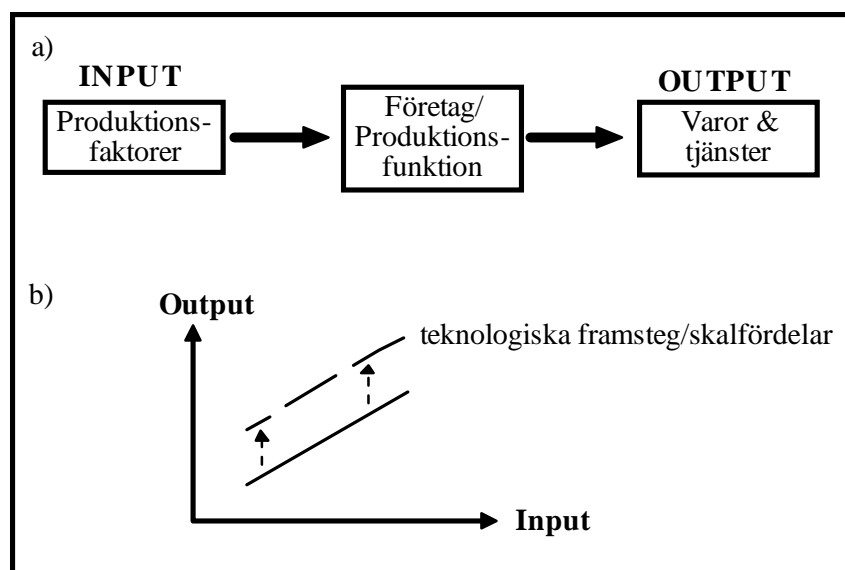 a)
INPUT
Produktions-
faktorer
Företag/
Produktions-
funktion
OUTPUT
Varor &
tjänster
b)
Output
teknologiska framsteg/skalfördelar
Input